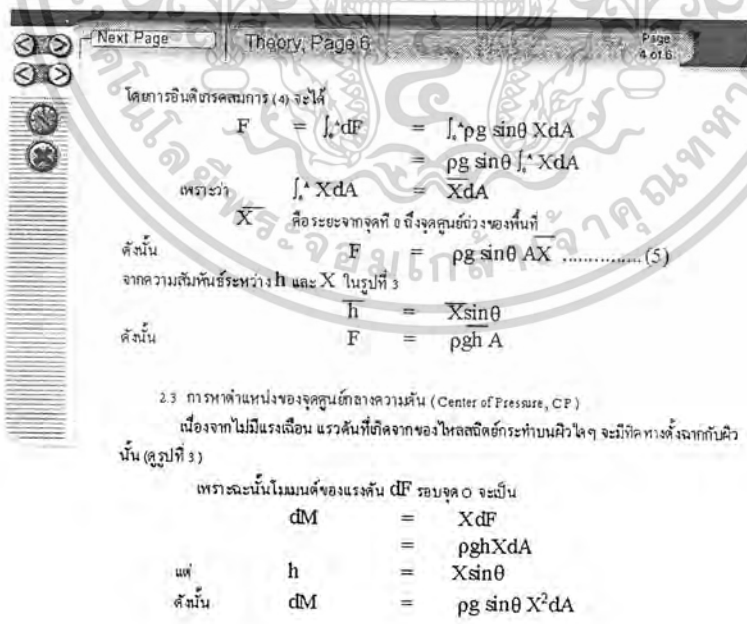 Next Page
Theory, Page 6
Page
4 of 6
โดยการอินติเกรตสมการ (4) จะได้
F = ∫₀ᴬdF = ∫₀ᴬρg sinθ XdA
= ρg sinθ ∫₀ᴬ XdA
เพราะว่า ∫₀ᴬ XdA = X̅dA
X̅ คือระยะจากจุดที่ 0 ถึงจุดศูนย์ถ่วงของพื้นที่
ดังนั้น F = ρg sinθ AX̅ ...............(5)
จากความสัมพันธ์ระหว่าง h และ X ในรูปที่ 3
h̅ = X̅sinθ
ดังนั้น F = ρgh̅ A
2.3 การหาตำแหน่งของจุดศูนย์กลางความดัน (Center of Pressure, CP)
เนื่องจากไม่มีแรงเฉือน แรงดันที่เกิดจากของไหลสถิตย์กระทำบนผิวใดๆ จะมีทิศทางตั้งฉากกับผิว
นั้น (ดูรูปที่ 3)
เพราะฉะนั้นโมเมนต์ของแรงดัน dF รอบจุด O จะเป็น
dM = XdF
= ρghXdA
แต่ h = Xsinθ
ดังนั้น dM = ρg sinθ X²dA